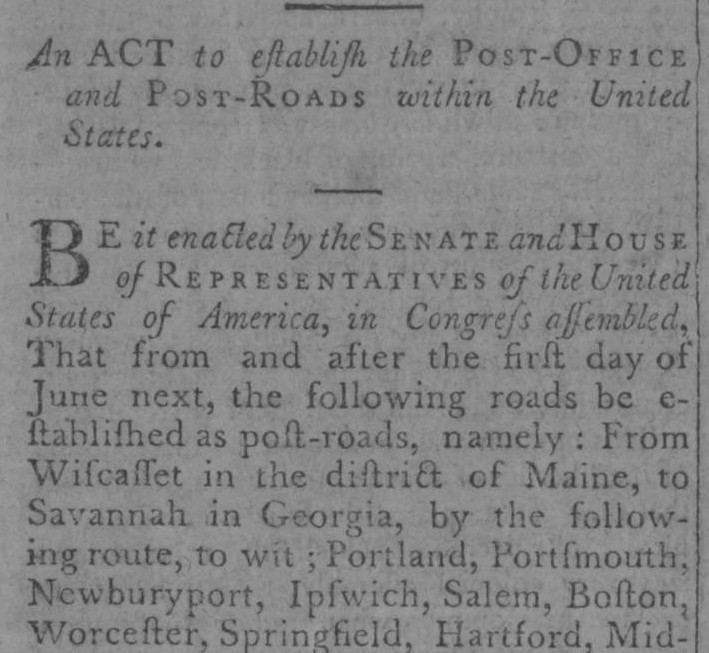 An ACT to eſtabliſh the POST-OFFICE
and POST-ROADS within the United
States.
BE it enacted by the SENATE and HOUSE
of REPRESENTATIVES of the United
States of America, in Congreſs aſſembled,
That from and after the firſt day of
June next, the following roads be e-
ſtabliſhed as poſt-roads, namely : From
Wiſcaſſet in the diſtrict of Maine, to
Savannah in Georgia, by the follow-
ing route, to wit ; Portland, Portſmouth,
Newburyport, Ipſwich, Salem, Boſton,
Worceſter, Springfield, Hartford, Mid-